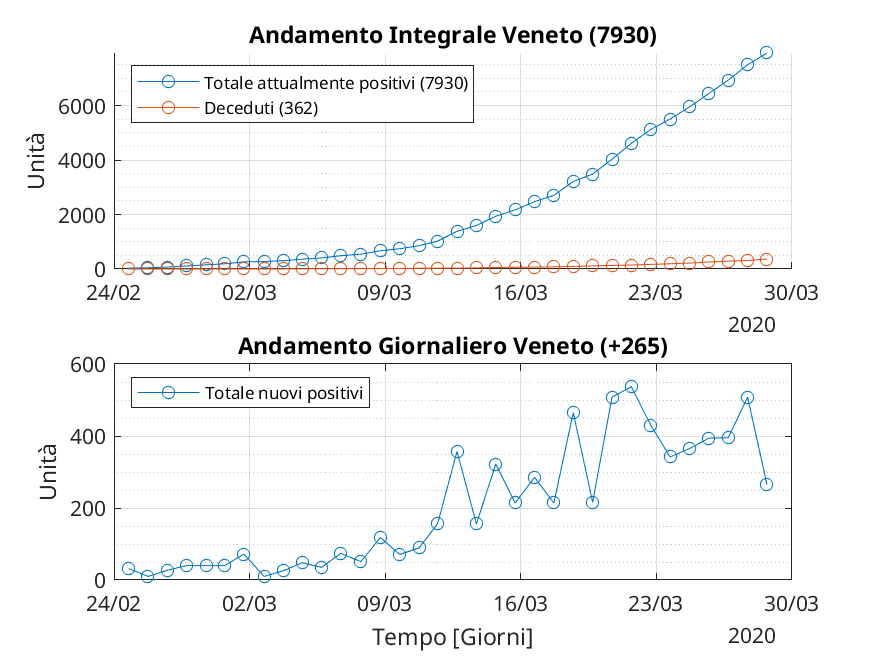 Andamento Integrale Veneto (7930)
Totale attualmente positivi (7930)
Deceduti (362)
Unità
6000
4000
2000
0
24/02 02/03 09/03 16/03 23/03 30/03
2020
Andamento Giornaliero Veneto (+265)
Totale nuovi positivi
Unità
600
400
200
0
24/02 02/03 09/03 16/03 23/03 30/03
Tempo [Giorni]
2020